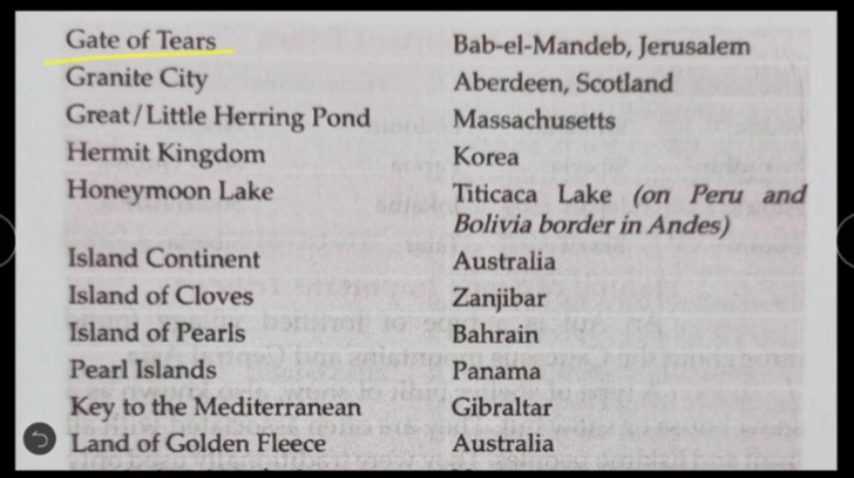 Gate of Tears Bab-el-Mandeb, Jerusalem
Granite City Aberdeen, Scotland
Great/Little Herring Pond Massachusetts
Hermit Kingdom Korea
Honeymoon Lake Titicaca Lake (on Peru and
Bolivia border in Andes)
Island Continent Australia
Island of Cloves Zanjibar
Island of Pearls Bahrain
Pearl Islands Panama
Key to the Mediterranean Gibraltar
Land of Golden Fleece Australia